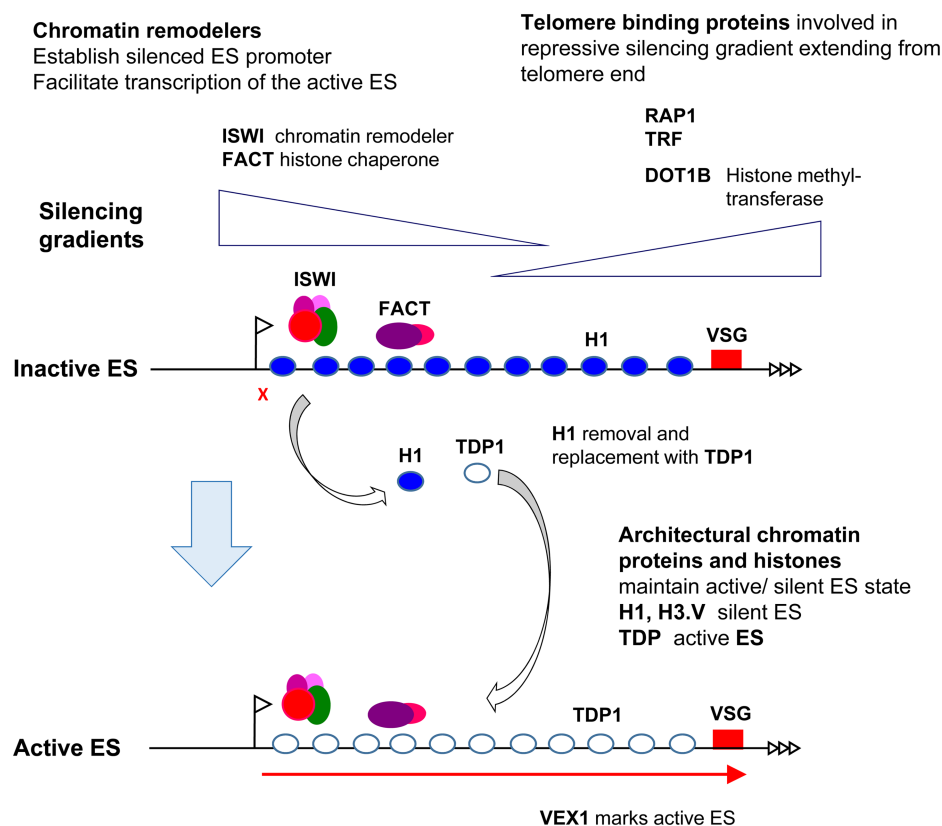 Chromatin remodelers
Establish silenced ES promoter
Facilitate transcription of the active ES
Telomere binding proteins involved in
repressive silencing gradient extending from
telomere end
ISWI chromatin remodeler
FACT histone chaperone
RAP1
TRF
DOT1B Histone methyl-
transferase
Silencing
gradients
ISWI
FACT
H1
VSG
Inactive ES
X
H1
TDP1
H1 removal and
replacement with TDP1
Architectural chromatin
proteins and histones
maintain active/ silent ES state
H1, H3.V silent ES
TDP active ES
TDP1
VSG
Active ES
VEX1 marks active ES